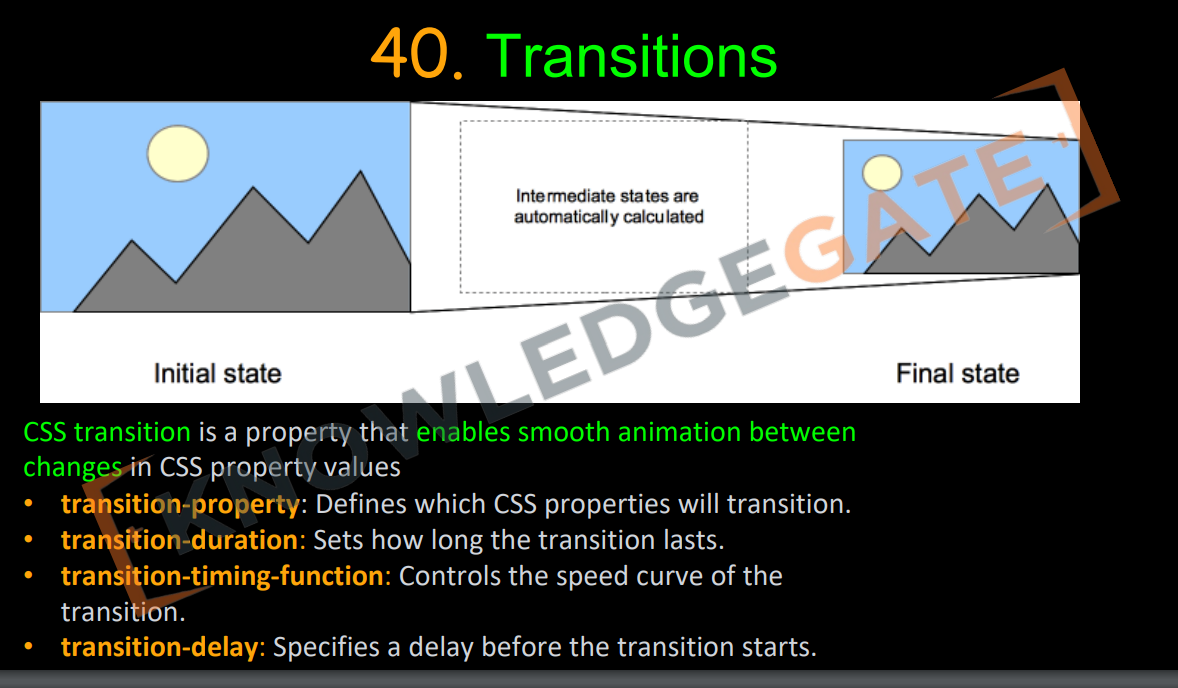 40. Transitions
Intermediate states are
automatically calculated
Initial state
Final state
KNOWLEDGEGATE
CSS transition is a property that enables smooth animation between
changes in CSS property values
• transition-property: Defines which CSS properties will transition.
• transition-duration: Sets how long the transition lasts.
• transition-timing-function: Controls the speed curve of the
transition.
• transition-delay: Specifies a delay before the transition starts.